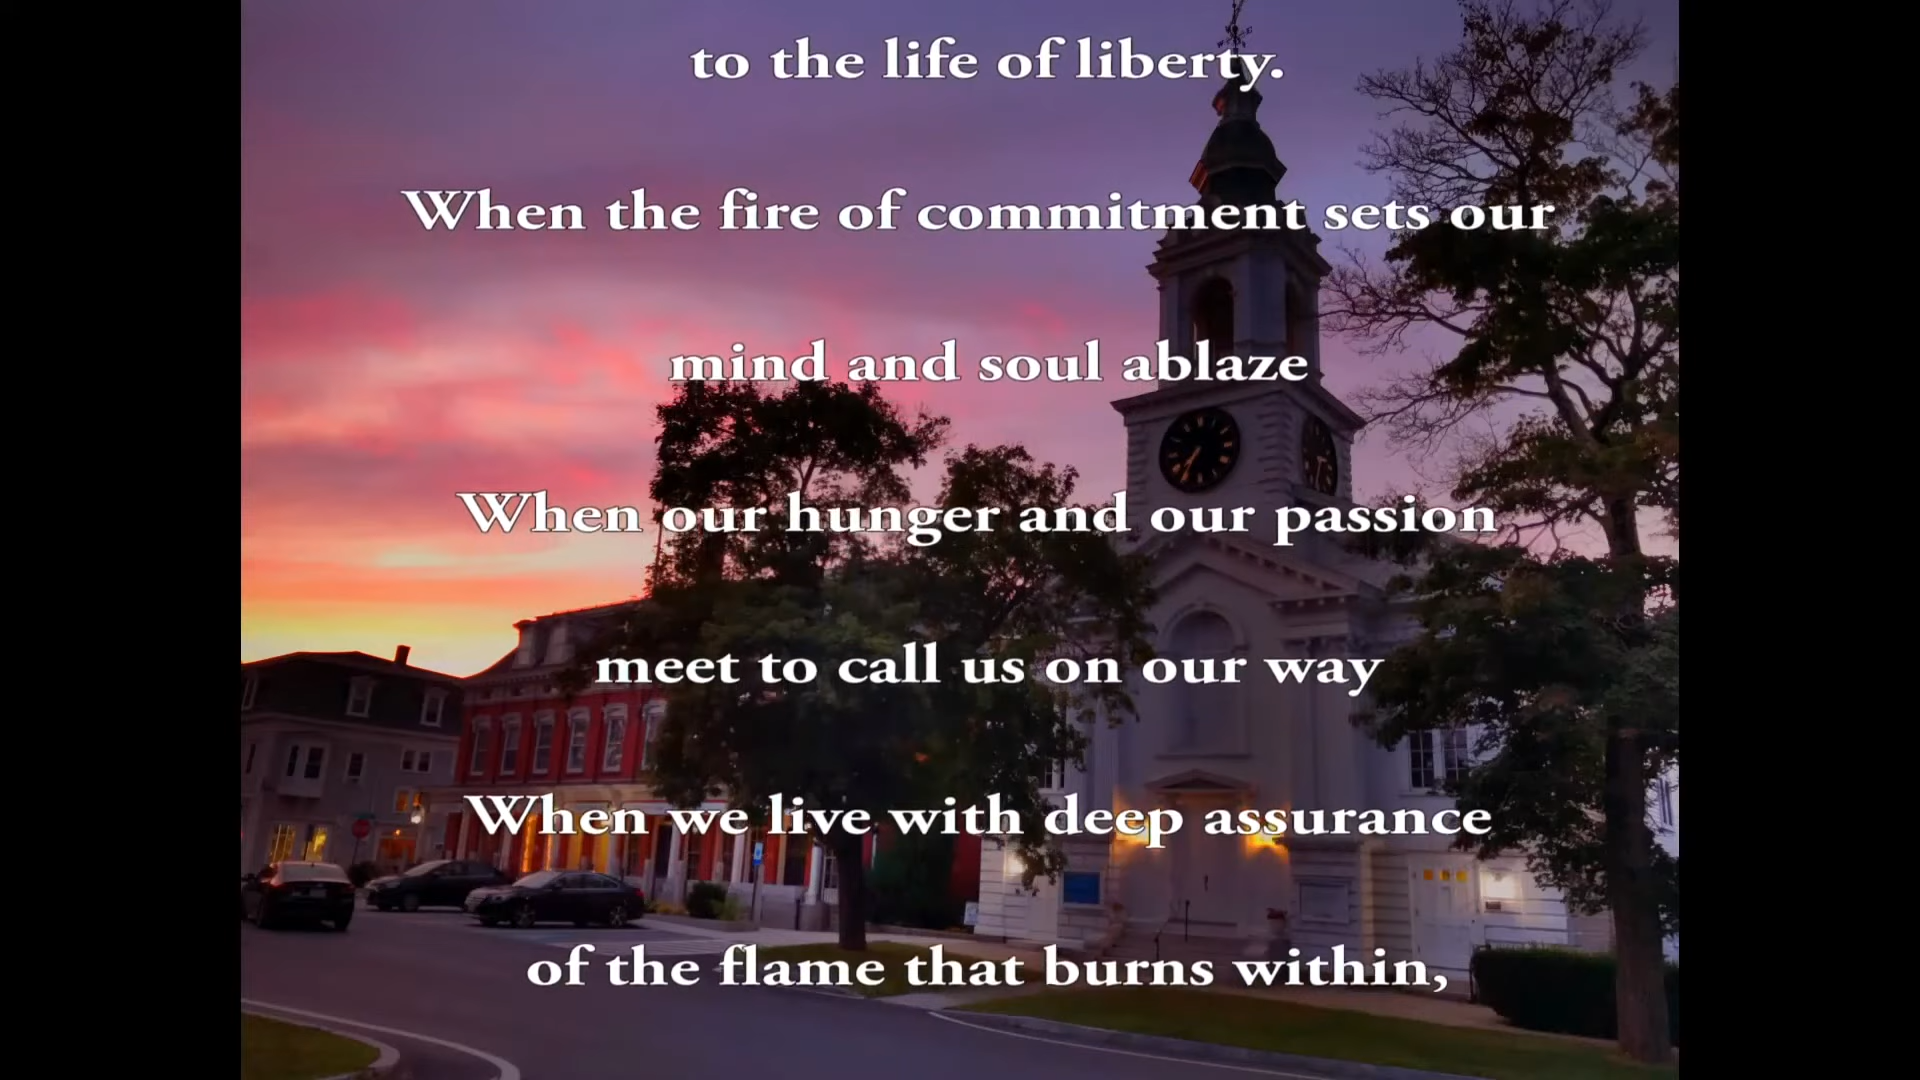 to the life of liberty.
When the fire of commitment sets our
mind and soul ablaze
When our hunger and our passion
meet to call us on our way
When we live with deep assurance
of the flame that burns within,